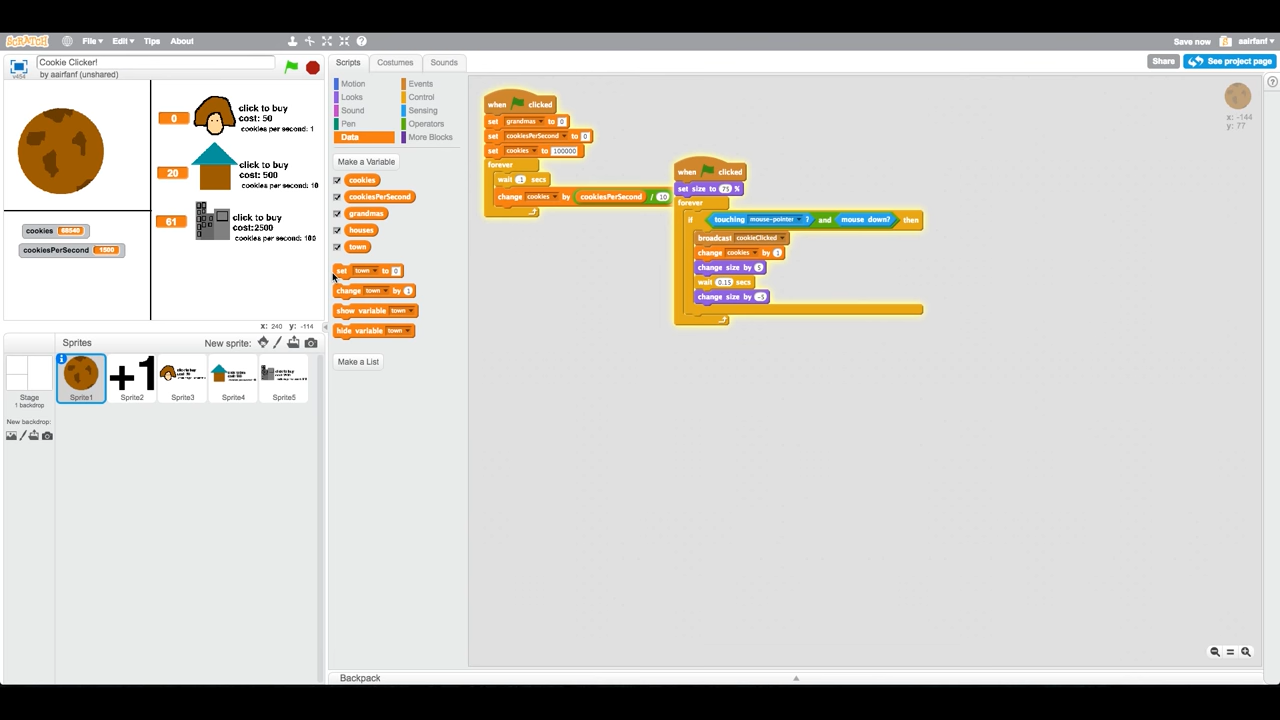 SCRATCH File Edit Tips About Save now aairfanf
Cookie Clicker!
by aairfanf (unshared)
v464
Scripts Costumes Sounds
Share See project page
0 click to buy
cost: 50
cookies per second: 1
20 click to buy
cost: 500
cookies per second: 10
61 click to buy
cost:2500
cookies per second: 100
cookies 68540
cookiesPerSecond 1500
x: 240 y: -114
Motion Events
Looks Control
Sound Sensing
Pen Operators
Data More Blocks
Make a Variable
cookies
cookiesPerSecond
grandmas
houses
town
set town to 0
change town by 1
show variable town
hide variable town
Make a List
when clicked
set grandmas to 0
set cookiesPerSecond to 0
set cookies to 100000
forever
wait .1 secs
change cookies by cookiesPerSecond / 10
when clicked
set size to 75 %
forever
if touching mouse-pointer ? and mouse down? then
broadcast cookieClicked
change cookies by 1
change size by 5
wait 0.15 secs
change size by -5
x: -144
y: 77
Sprites New sprite:
Stage
1 backdrop
New backdrop:
Sprite1
+1
Sprite2
Sprite3
Sprite4
Sprite5
Backpack